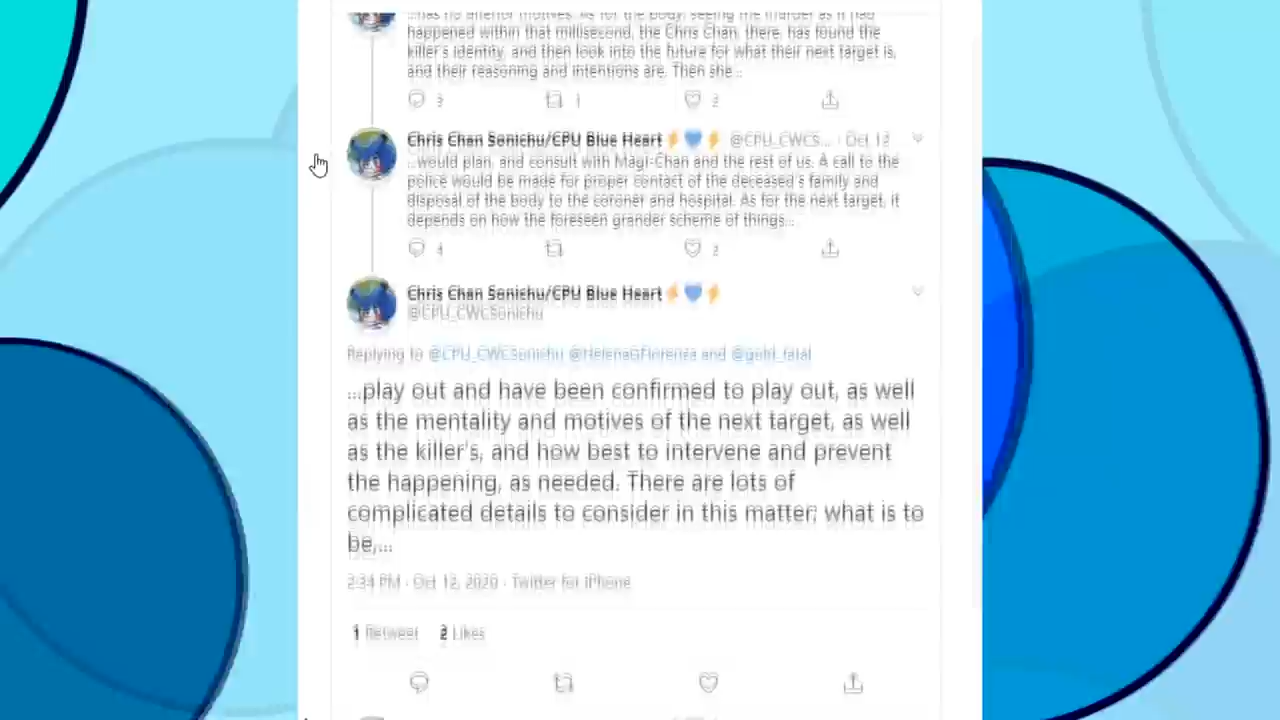 ...has no ulterior motives. As for the body, seeing the murder as it had
happened within that millisecond, the Chris Chan, there, has found the
killer's identity, and then look into the future for what their next target is,
and their reasoning and intentions are. Then she...
3 1 2
Chris Chan Sonichu/CPU Blue Heart⚡💙⚡ @CPU_CWCS... · Oct 12
...would plan, and consult with Magi-Chan and the rest of us. A call to the
police would be made for proper contact of the deceased's family and
disposal of the body to the coroner and hospital. As for the next target, it
depends on how the foreseen grander scheme of things...
2
Chris Chan Sonichu/CPU Blue Heart⚡💙⚡
@CPU_CWCSonichu
Replying to @CPU_CWCSonichu @HelenaGFiorenza and
...play out and have been confirmed to play out, as well
as the mentality and motives of the next target, as well
as the killer's, and how best to intervene and prevent
the happening, as needed. There are lots of
complicated details to consider in this matter; what is to
be,...
2:34 PM · Oct 12, 2020 · Twitter for iPhone
1 Retweet 2 Likes